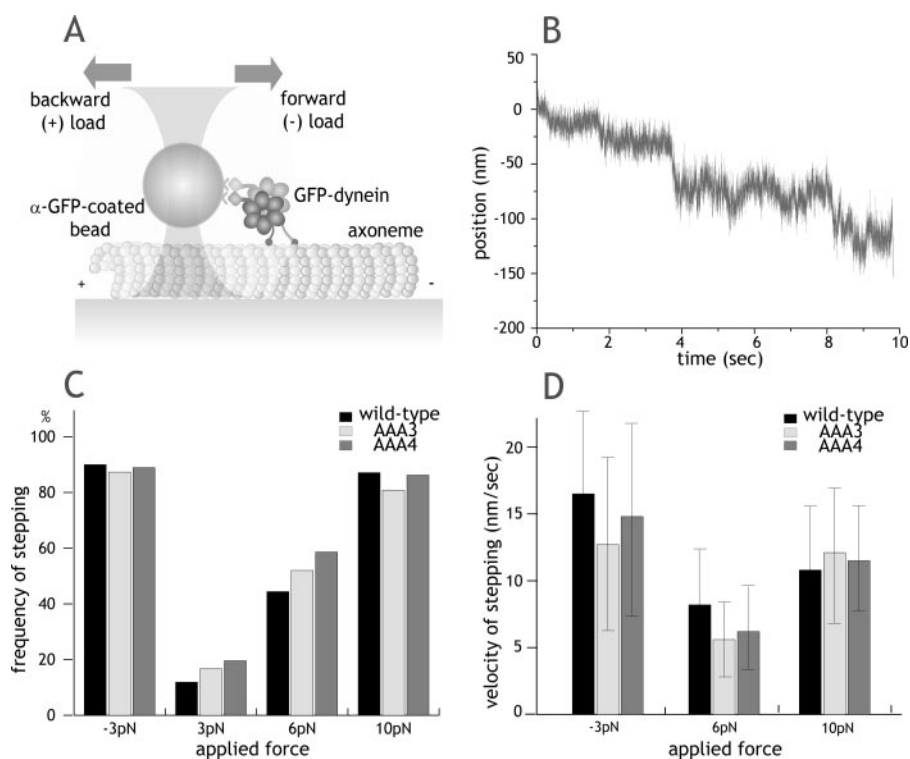 A
backward
(+) load
forward
(-) load
α-GFP-coated
bead
GFP-dynein
axoneme
+
-
B
position (nm)
50
0
-50
-100
-150
-200
0
2
4
6
8
10
time (sec)
C
%
frequency of stepping
100
80
60
40
20
0
wild-type
AAA3
AAA4
-3pN
3pN
6pN
10pN
applied force
D
velocity of stepping (nm/sec)
20
15
10
5
0
wild-type
AAA3
AAA4
-3pN
6pN
10pN
applied force